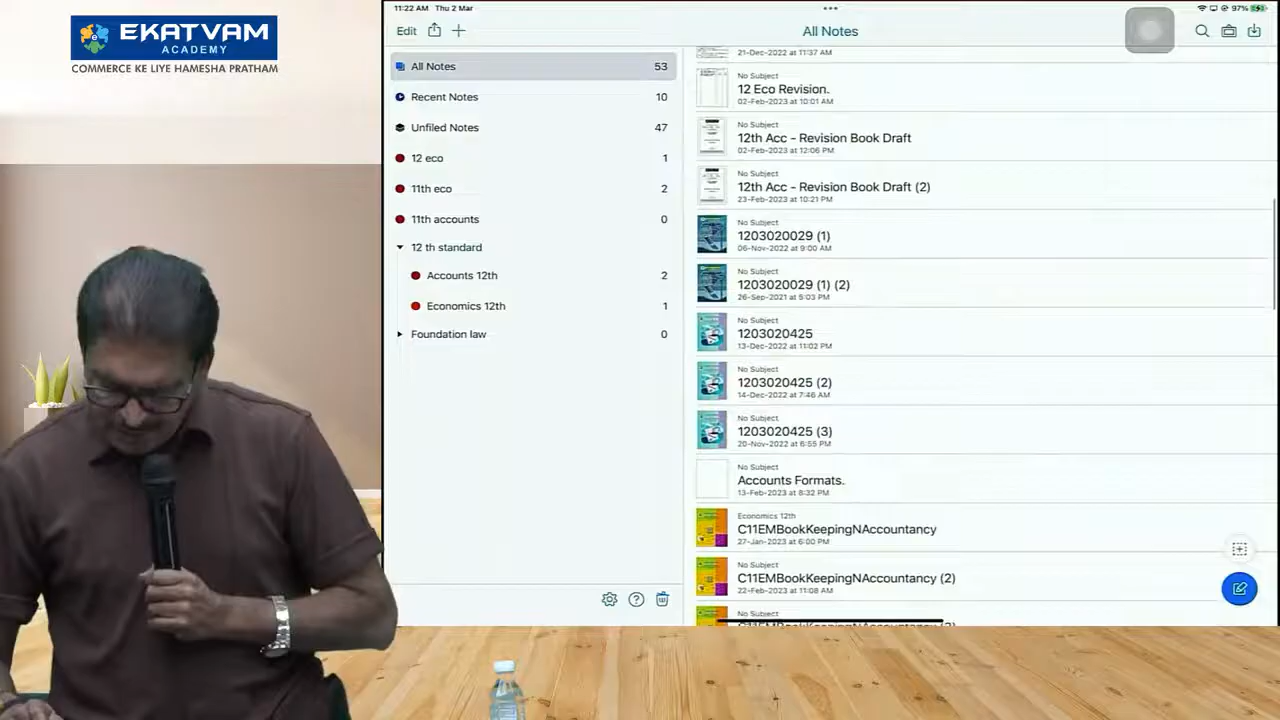 EKATVAM
ACADEMY
COMMERCE KE LIYE HAMESHA PRATHAM
11:22 AM Thu 2 Mar
97%
Edit
All Notes
All Notes 53
Recent Notes 10
Unfiled Notes 47
12 eco 1
11th eco 2
11th accounts 0
12 th standard
Accounts 12th 2
Economics 12th 1
Foundation law 0
21-Dec-2022 at 11:37 AM
No Subject
12 Eco Revision.
02-Feb-2023 at 10:01 AM
No Subject
12th Acc - Revision Book Draft
02-Feb-2023 at 12:06 PM
No Subject
12th Acc - Revision Book Draft (2)
23-Feb-2023 at 10:21 PM
No Subject
1203020029 (1)
06-Nov-2022 at 9:00 AM
No Subject
1203020029 (1) (2)
26-Sep-2021 at 5:03 PM
No Subject
1203020425
13-Dec-2022 at 11:02 PM
No Subject
1203020425 (2)
14-Dec-2022 at 7:46 AM
No Subject
1203020425 (3)
20-Nov-2022 at 6:55 PM
No Subject
Accounts Formats.
13-Feb-2023 at 8:32 PM
Economics 12th
C11EMBookKeepingNAccountancy
27-Jan-2023 at 6:00 PM
No Subject
C11EMBookKeepingNAccountancy (2)
22-Feb-2023 at 11:08 AM
No Subject